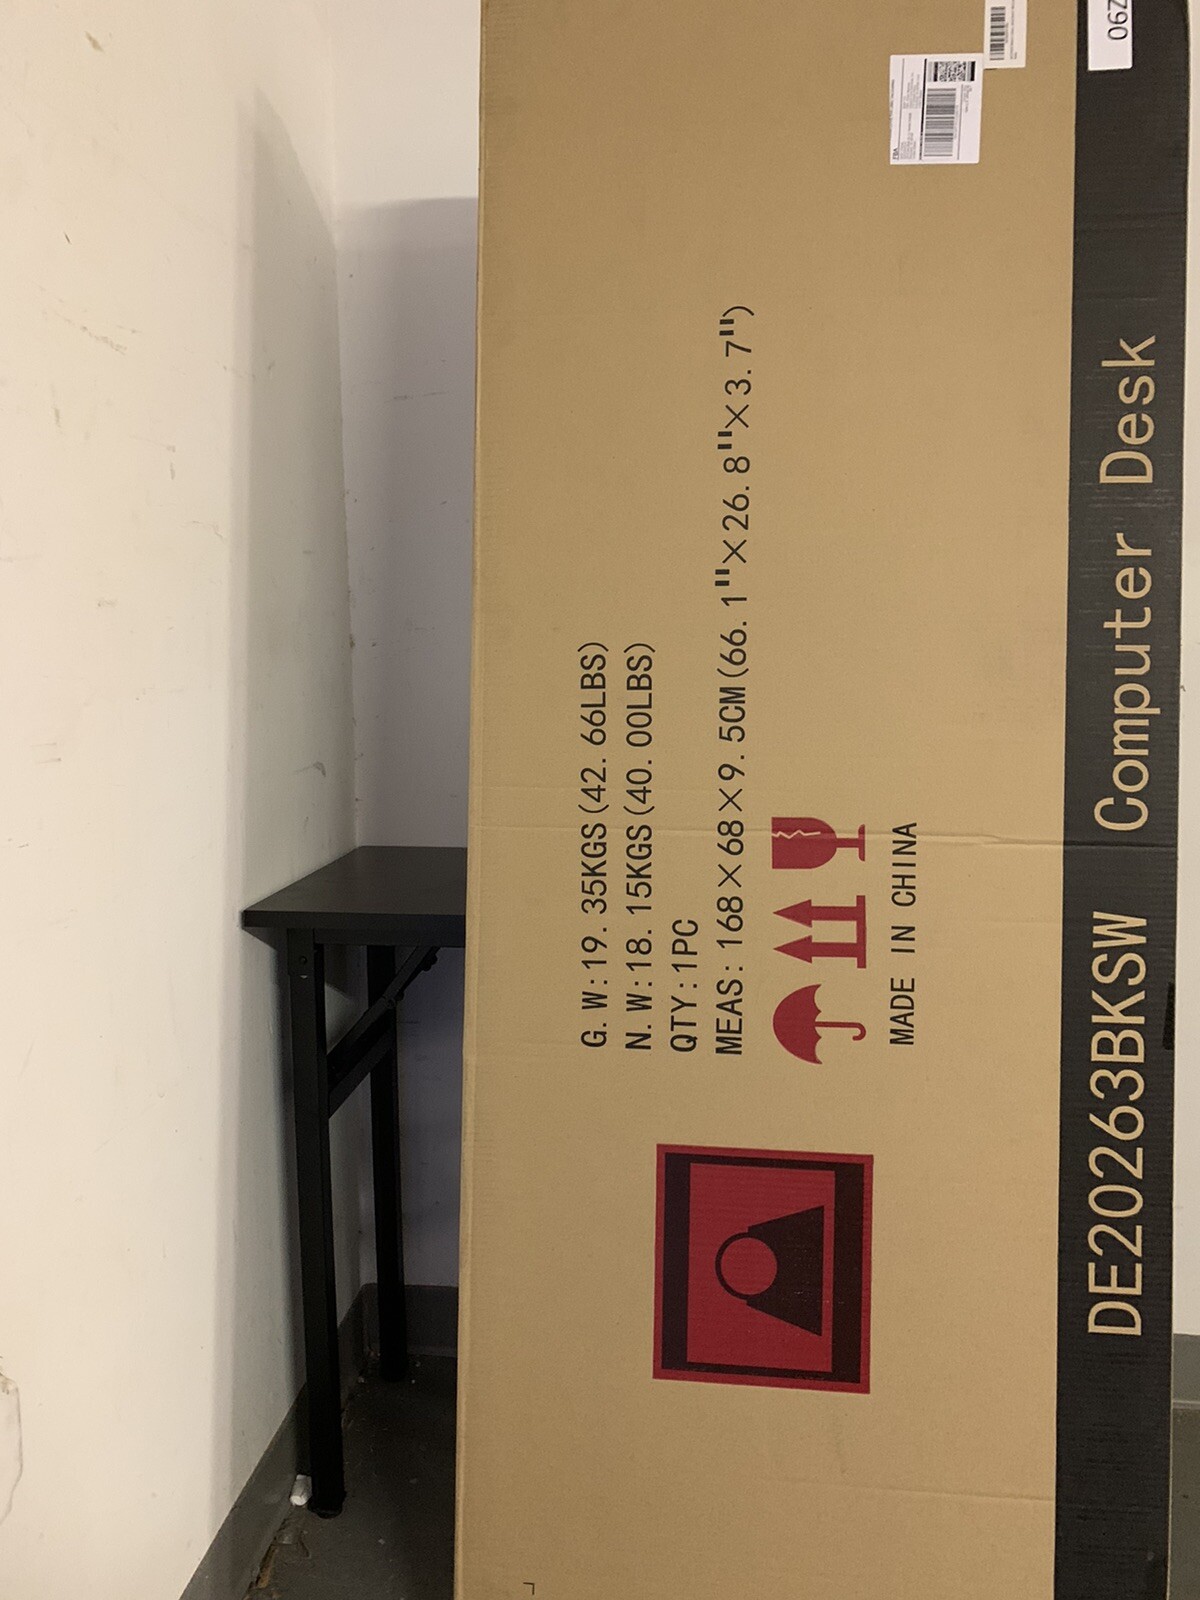 G.W:19.35KGS(42.66LBS)
N.W:18.15KGS(40.00LBS)
QTY:1PC
MEAS:168×68×9.5CM(66.1"×26.8"×3.7")
MADE IN CHINA
DE20263BKSW Computer Desk
FBA